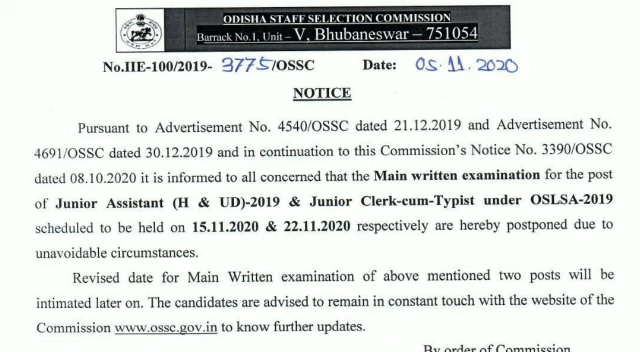 ODISHA STAFF SELECTION COMMISSION
Barrack No.1, Unit – V, Bhubaneswar – 751054
No.IIE-100/2019- 3775/OSSC Date: 05.11.2020
NOTICE
Pursuant to Advertisement No. 4540/OSSC dated 21.12.2019 and Advertisement No.
4691/OSSC dated 30.12.2019 and in continuation to this Commission's Notice No. 3390/OSSC
dated 08.10.2020 it is informed to all concerned that the Main written examination for the post
of Junior Assistant (H & UD)-2019 & Junior Clerk-cum-Typist under OSLSA-2019
scheduled to be held on 15.11.2020 & 22.11.2020 respectively are hereby postponed due to
unavoidable circumstances.
Revised date for Main Written examination of above mentioned two posts will be
intimated later on. The candidates are advised to remain in constant touch with the website of the
Commission www.ossc.gov.in to know further updates.
By order of Commission